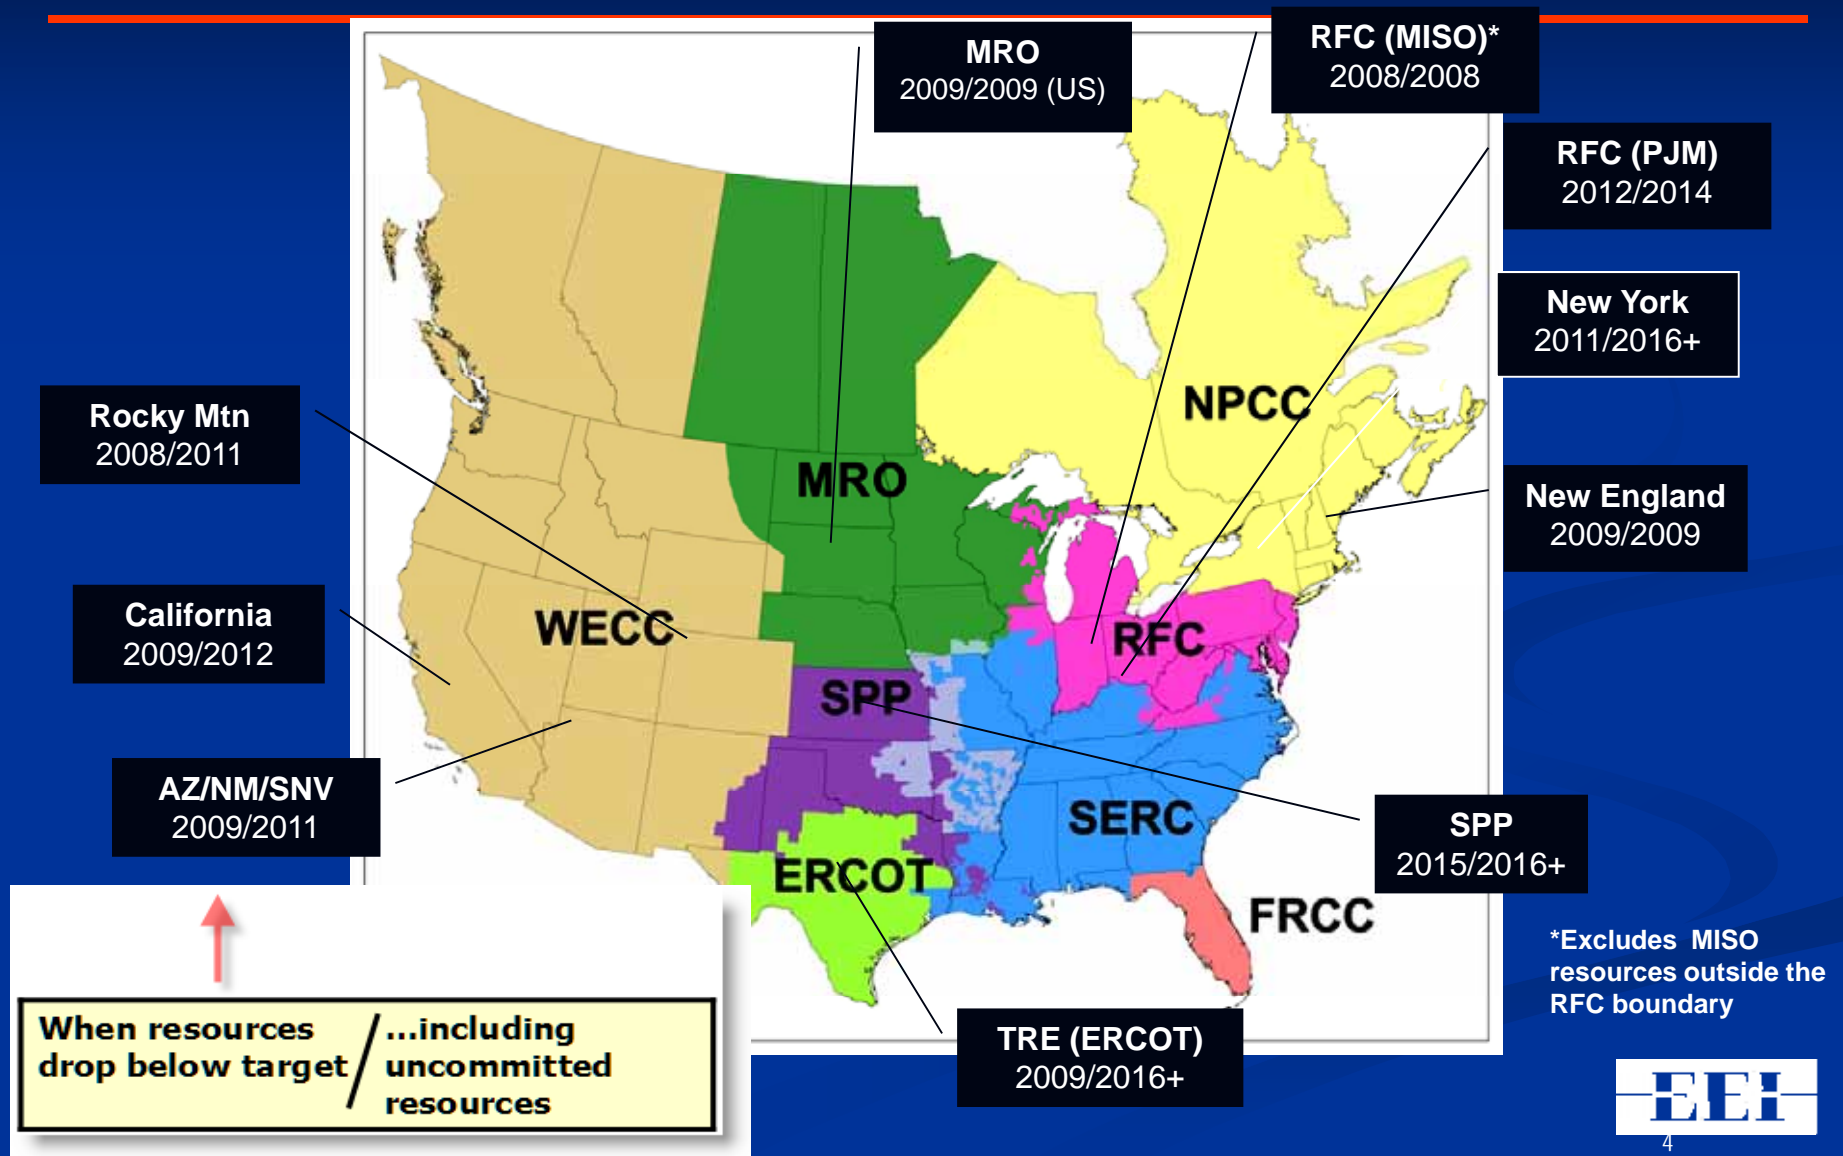 MRO
2009/2009 (US)
RFC (MISO)*
2008/2008
RFC (PJM)
2012/2014
New York
2011/2016+
Rocky Mtn
2008/2011
NPCC
MRO
New England
2009/2009
California
2009/2012
WECC
RFC
SPP
AZ/NM/SNV
2009/2011
SERC
SPP
2015/2016+
ERCOT
FRCC
*Excludes MISO
resources outside the
RFC boundary
When resources
drop below target
/
...including
uncommitted
resources
TRE (ERCOT)
2009/2016+
EEI
4